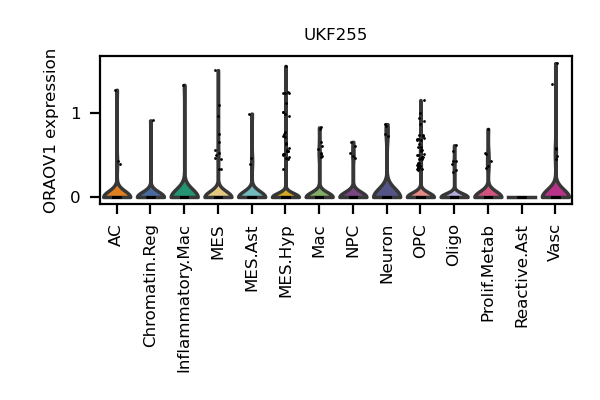 UKF255
ORAOV1 expression
1
0
AC
Chromatin.Reg
Inflammatory.Mac
MES
MES.Ast
MES.Hyp
Mac
NPC
Neuron
OPC
Oligo
Prolif.Metab
Reactive.Ast
Vasc